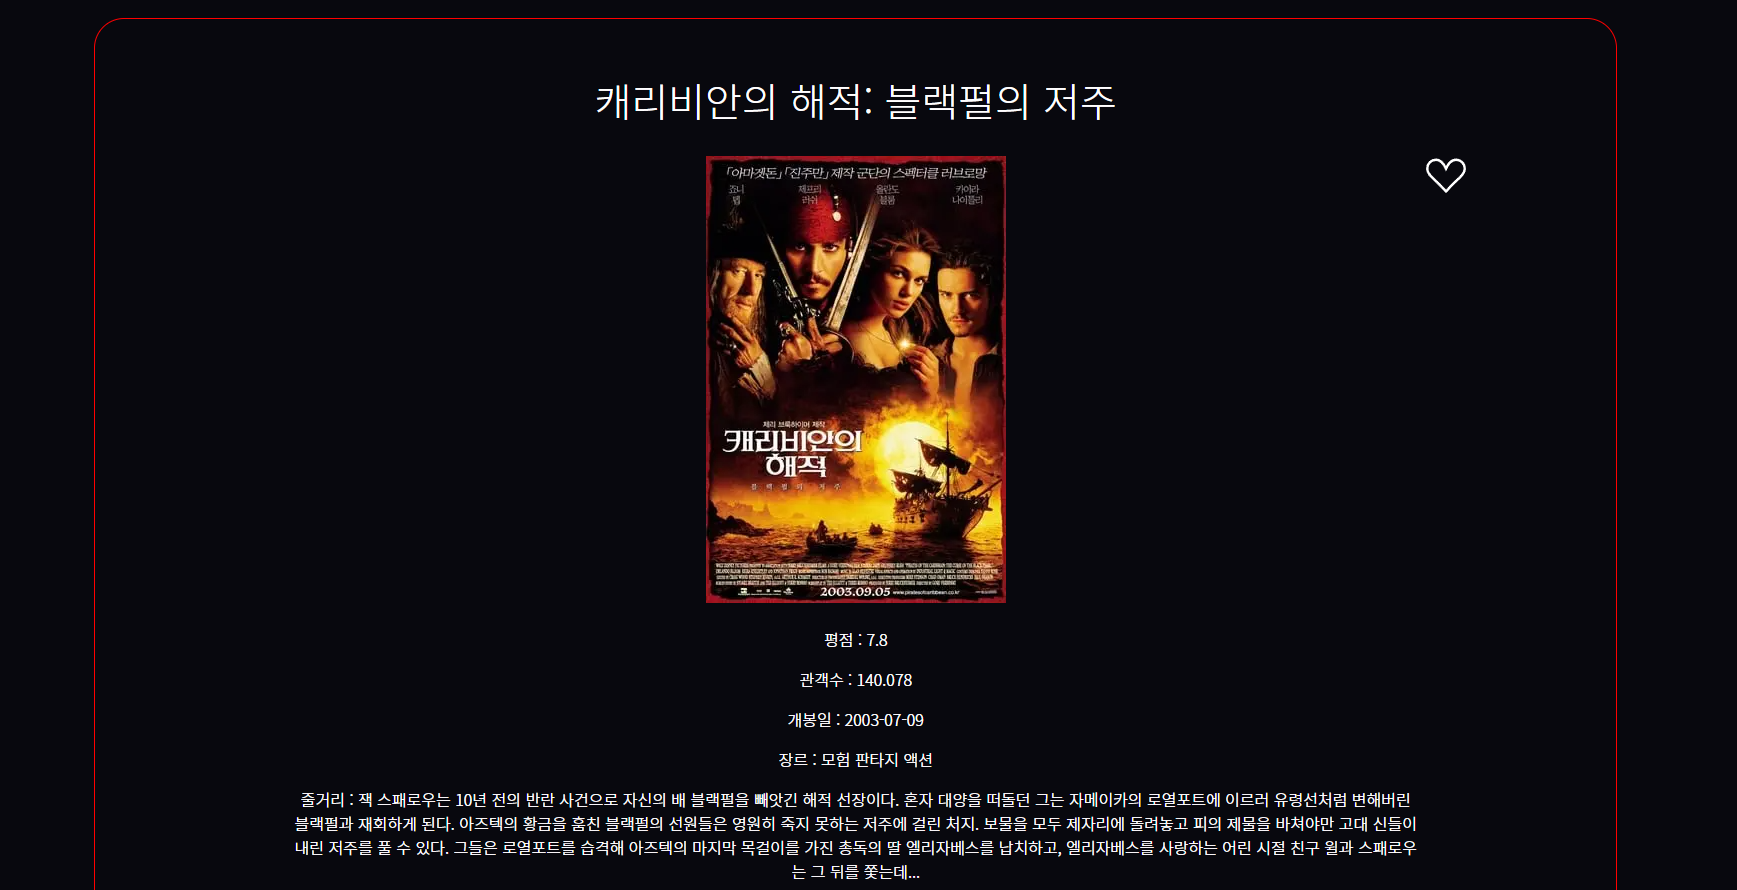 캐리비안의 해적: 블랙펄의 저주
「아마겟돈」「진주만」 제작 군단의 스펙터클 러브로망
죠니 제프리 올란도 카이라
뎁 러쉬 블룸 나이틀리
제리 브룩하이머 제작
캐리비안의
해적
블랙펄의 저주
2003.09.05 www.piratesofcaribbean.co.kr
평점 : 7.8
관객수 : 140.078
개봉일 : 2003-07-09
장르 : 모험 판타지 액션
줄거리 : 잭 스패로우는 10년 전의 반란 사건으로 자신의 배 블랙펄을 빼앗긴 해적 선장이다. 혼자 대양을 떠돌던 그는 자메이카의 로열포트에 이르러 유령선처럼 변해버린
블랙펄과 재회하게 된다. 아즈텍의 황금을 훔친 블랙펄의 선원들은 영원히 죽지 못하는 저주에 걸린 처지. 보물을 모두 제자리에 돌려놓고 피의 제물을 바쳐야만 고대 신들이
내린 저주를 풀 수 있다. 그들은 로열포트를 습격해 아즈텍의 마지막 목걸이를 가진 총독의 딸 엘리자베스를 납치하고, 엘리자베스를 사랑하는 어린 시절 친구 윌과 스패로우
는 그 뒤를 쫓는데...